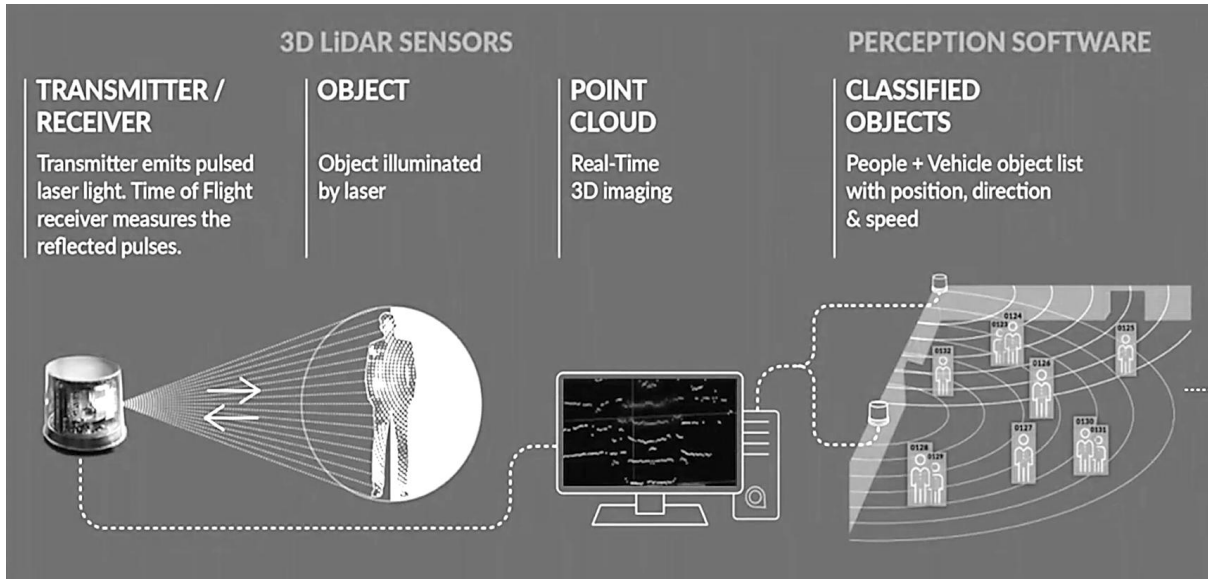 3D LiDAR SENSORS
PERCEPTION SOFTWARE
TRANSMITTER /
RECEIVER
Transmitter emits pulsed
laser light. Time of Flight
receiver measures the
reflected pulses.
OBJECT
Object illuminated
by laser
POINT
CLOUD
Real-Time
3D imaging
CLASSIFIED
OBJECTS
People + Vehicle object list
with position, direction
& speed
0124
0123
0125
0132
0126
0127
0130
0131
0128
0129